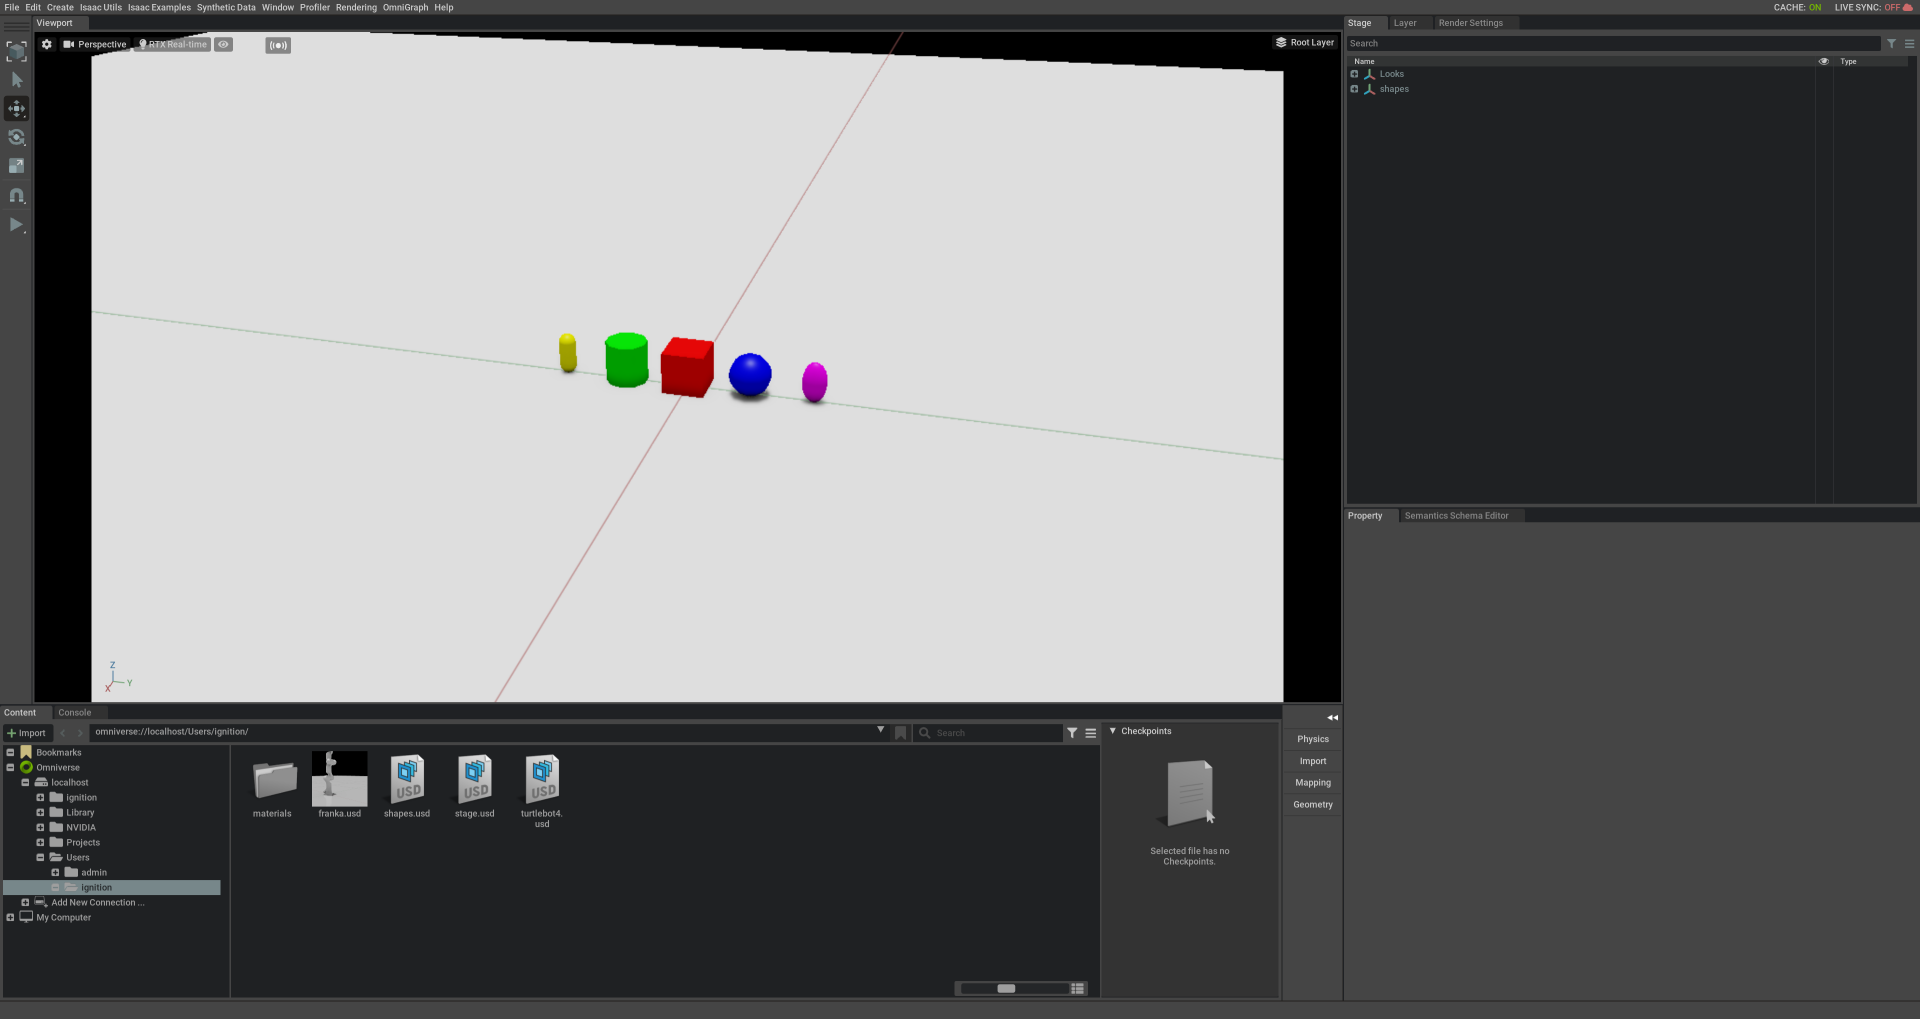 File Edit Create Isaac Utils Isaac Examples Synthetic Data Window Profiler Rendering OmniGraph Help
CACHE: ON LIVE SYNC: OFF
Viewport
Perspective RTX Real-time
Root Layer
Z
X Y
Stage Layer Render Settings
Search
Name Type
Looks
shapes
Property Semantics Schema Editor
Content Console
Import omniverse://localhost/Users/ignition/ Search
Bookmarks
Omniverse
localhost
ignition
Library
NVIDIA
Projects
Users
admin
ignition
Add New Connection ...
My Computer
USD USD USD
materials franka.usd shapes.usd stage.usd turtlebot4.
usd
Checkpoints
Selected file has no
Checkpoints.
Physics
Import
Mapping
Geometry